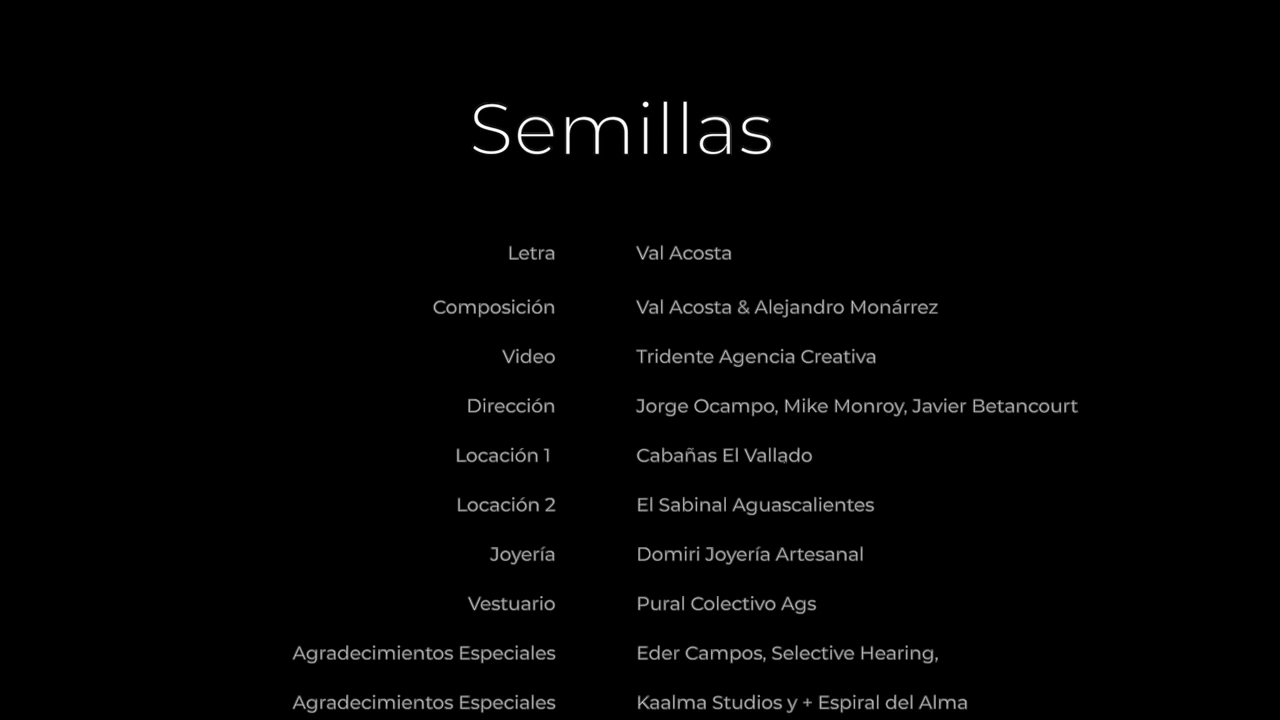 Semillas
Letra Val Acosta
Composición Val Acosta & Alejandro Monárrez
Video Tridente Agencia Creativa
Dirección Jorge Ocampo, Mike Monroy, Javier Betancourt
Locación 1 Cabañas El Vallado
Locación 2 El Sabinal Aguascalientes
Joyería Domiri Joyería Artesanal
Vestuario Pural Colectivo Ags
Agradecimientos Especiales Eder Campos, Selective Hearing,
Agradecimientos Especiales Kaalma Studios y + Espiral del Alma